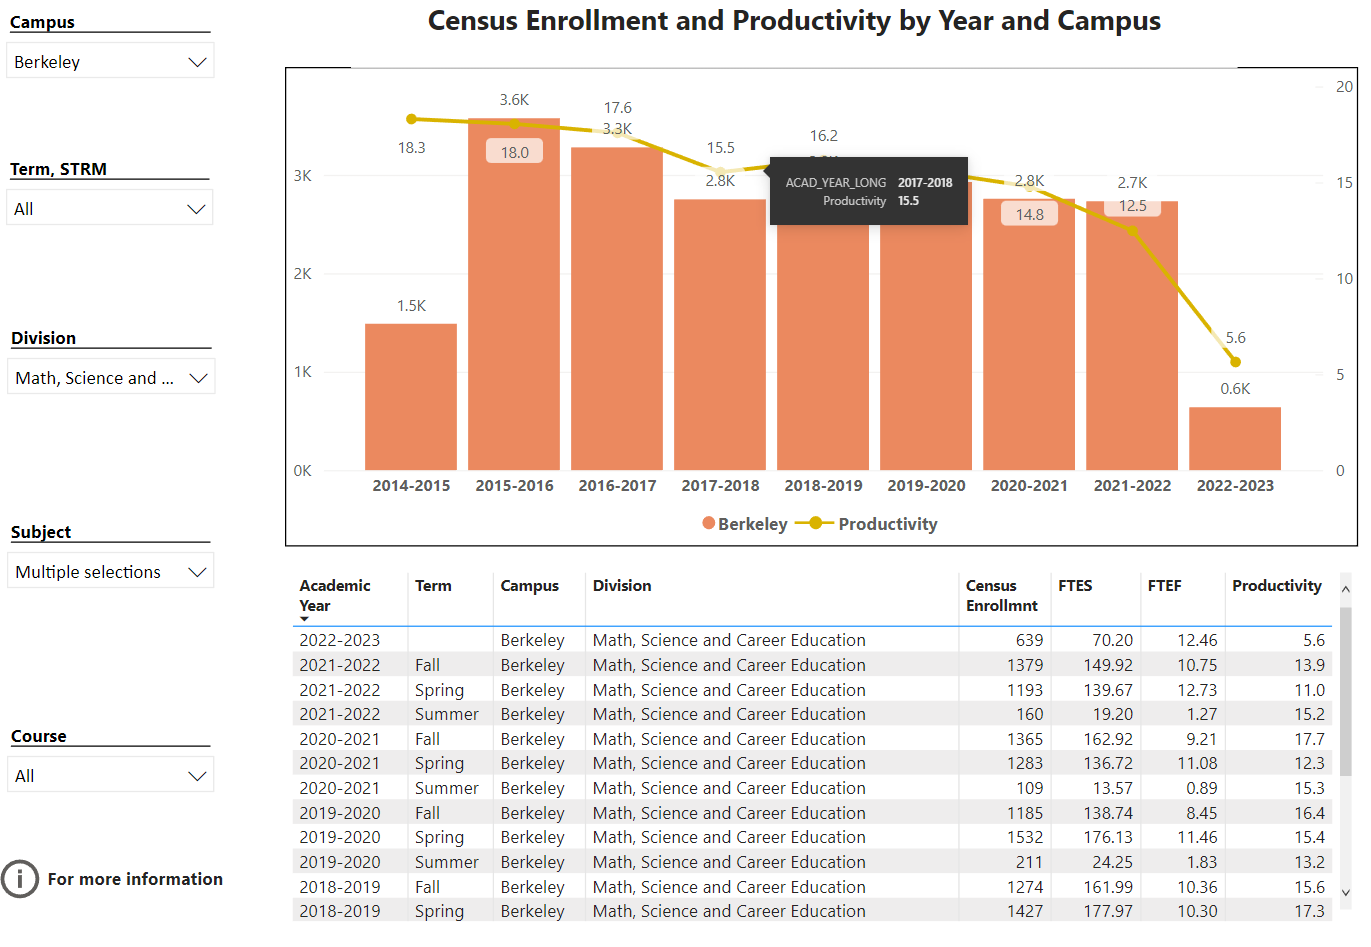 Census Enrollment and Productivity by Year and Campus
Campus
Berkeley
Term, STRM
All
Division
Math, Science and ...
Subject
Multiple selections
Course
All
For more information
20
15
10
5
0
3K
2K
1K
0K
3.6K
17.6
3.3K
18.3
18.0
15.5
2.8K
16.2
ACAD_YEAR_LONG 2017-2018
Productivity 15.5
2.8K
14.8
2.7K
12.5
1.5K
5.6
0.6K
2014-2015 2015-2016 2016-2017 2017-2018 2018-2019 2019-2020 2020-2021 2021-2022 2022-2023
Berkeley Productivity
Academic Year Term Campus Division Census Enrollmnt FTES FTEF Productivity
2022-2023 Berkeley Math, Science and Career Education 639 70.20 12.46 5.6
2021-2022 Fall Berkeley Math, Science and Career Education 1379 149.92 10.75 13.9
2021-2022 Spring Berkeley Math, Science and Career Education 1193 139.67 12.73 11.0
2021-2022 Summer Berkeley Math, Science and Career Education 160 19.20 1.27 15.2
2020-2021 Fall Berkeley Math, Science and Career Education 1365 162.92 9.21 17.7
2020-2021 Spring Berkeley Math, Science and Career Education 1283 136.72 11.08 12.3
2020-2021 Summer Berkeley Math, Science and Career Education 109 13.57 0.89 15.3
2019-2020 Fall Berkeley Math, Science and Career Education 1185 138.74 8.45 16.4
2019-2020 Spring Berkeley Math, Science and Career Education 1532 176.13 11.46 15.4
2019-2020 Summer Berkeley Math, Science and Career Education 211 24.25 1.83 13.2
2018-2019 Fall Berkeley Math, Science and Career Education 1274 161.99 10.36 15.6
2018-2019 Spring Berkeley Math, Science and Career Education 1427 177.97 10.30 17.3